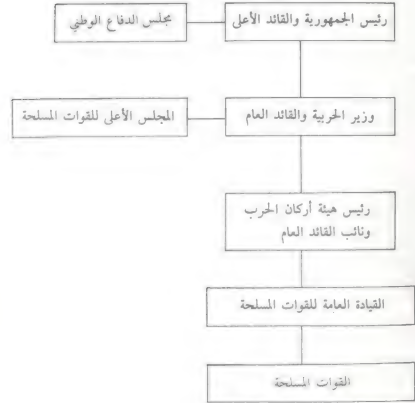 رئيس الجمهورية والقائد الأعلى
مجلس الدفاع الوطني
وزير الحربية والقائد العام
المجلس الأعلى للقوات المسلحة
رئيس هيئة أركان الحرب
ونائب القائد العام
القيادة العامة للقوات المسلحة
القوات المسلحة